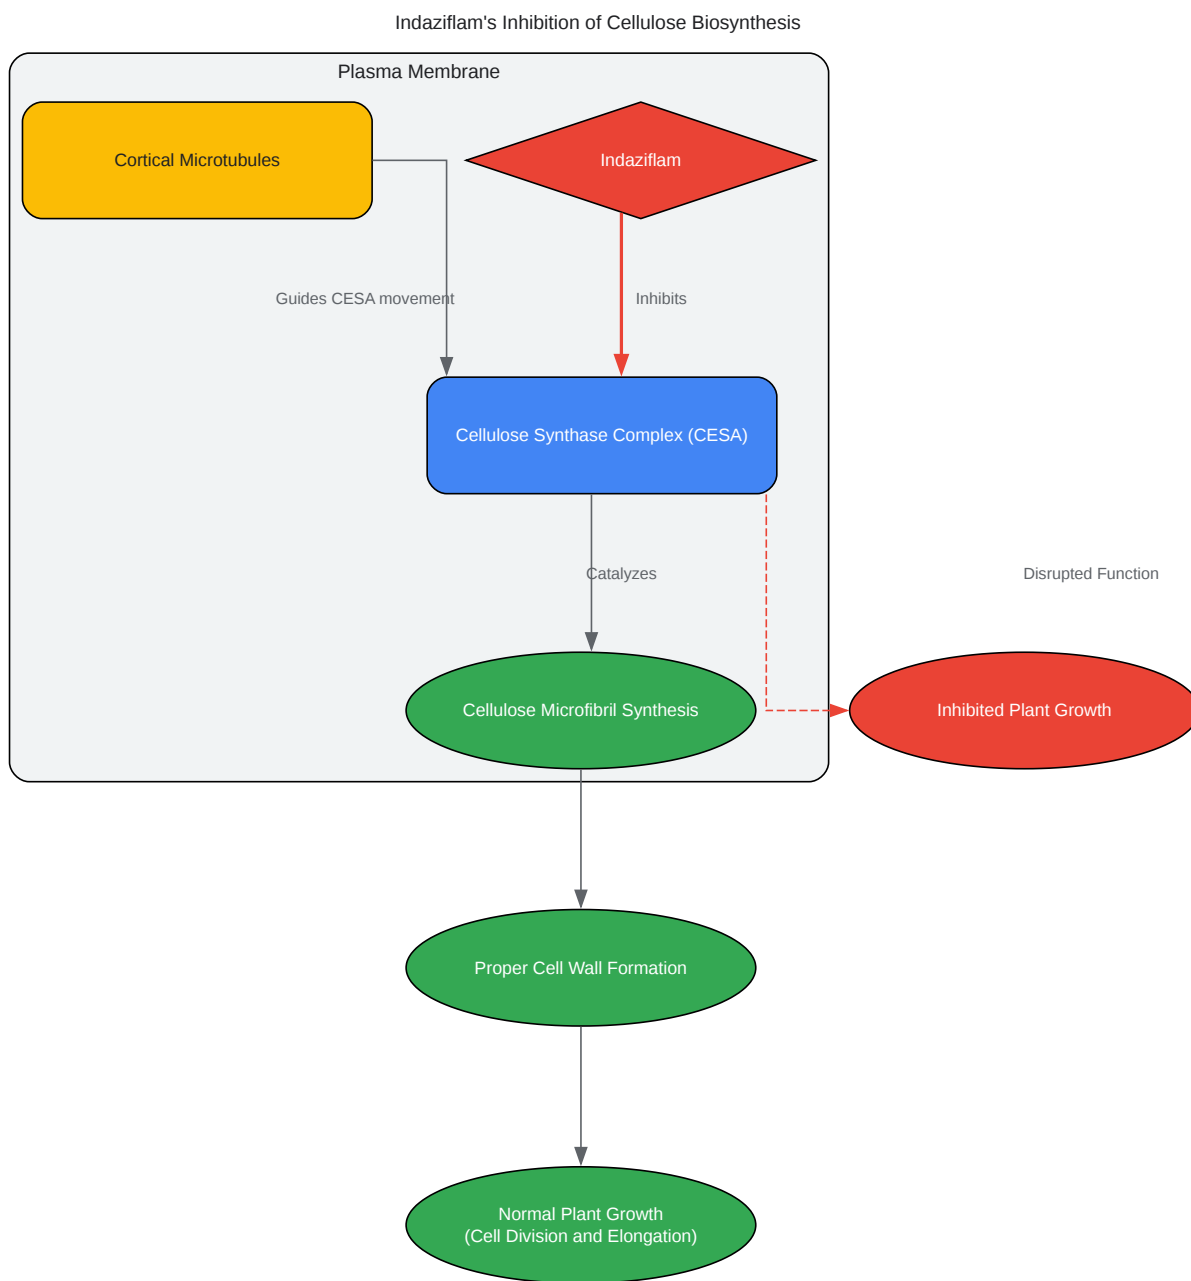 Indaziflam's Inhibition of Cellulose Biosynthesis
Plasma Membrane
Cortical Microtubules
Indaziflam
Guides CESA movement
Inhibits
Cellulose Synthase Complex (CESA)
Catalyzes
Disrupted Function
Cellulose Microfibril Synthesis
Inhibited Plant Growth
Proper Cell Wall Formation
Normal Plant Growth
(Cell Division and Elongation)